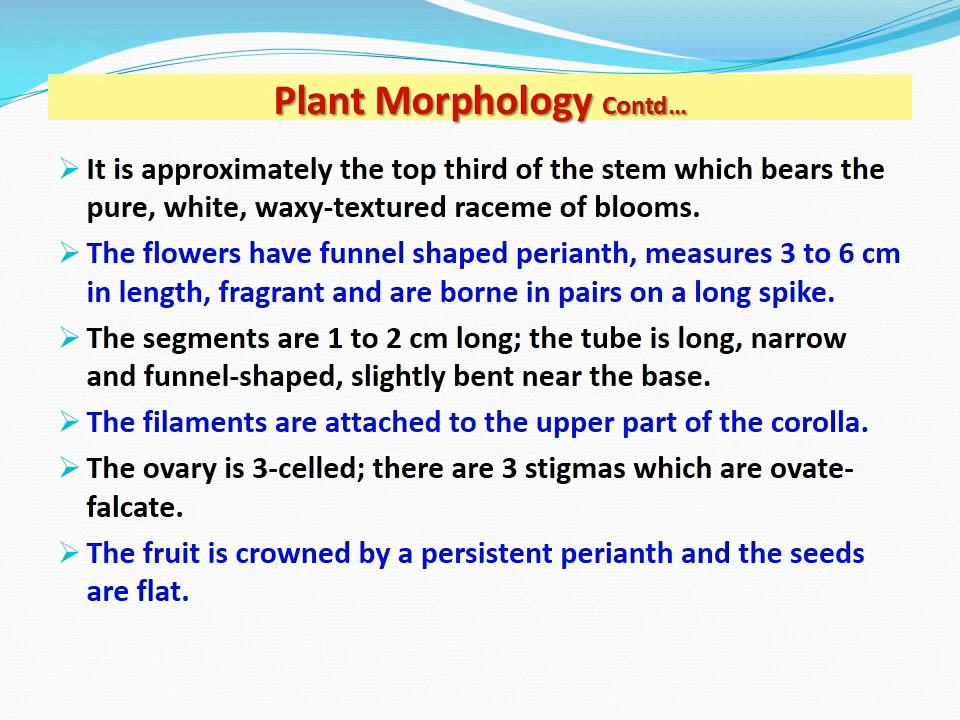 Plant Morphology Contd...
It is approximately the top third of the stem which bears the
pure, white, waxy-textured raceme of blooms.
The flowers have funnel shaped perianth, measures 3 to 6 cm
in length, fragrant and are borne in pairs on a long spike.
The segments are 1 to 2 cm long; the tube is long, narrow
and funnel-shaped, slightly bent near the base.
The filaments are attached to the upper part of the corolla.
The ovary is 3-celled; there are 3 stigmas which are ovate-
falcate.
The fruit is crowned by a persistent perianth and the seeds
are flat.